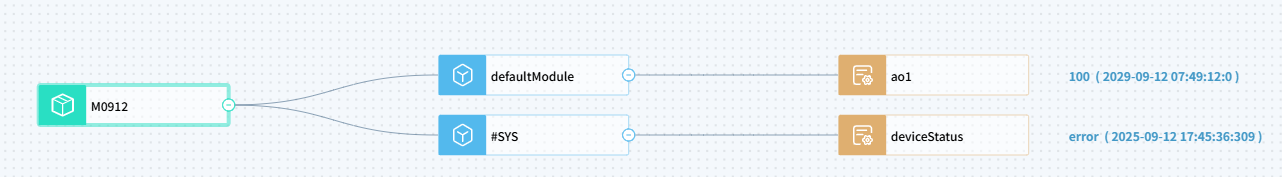 defaultModule
ao1
100 ( 2029-09-12 07:49:12:0 )
M0912
#SYS
deviceStatus
error ( 2025-09-12 17:45:36:309 )